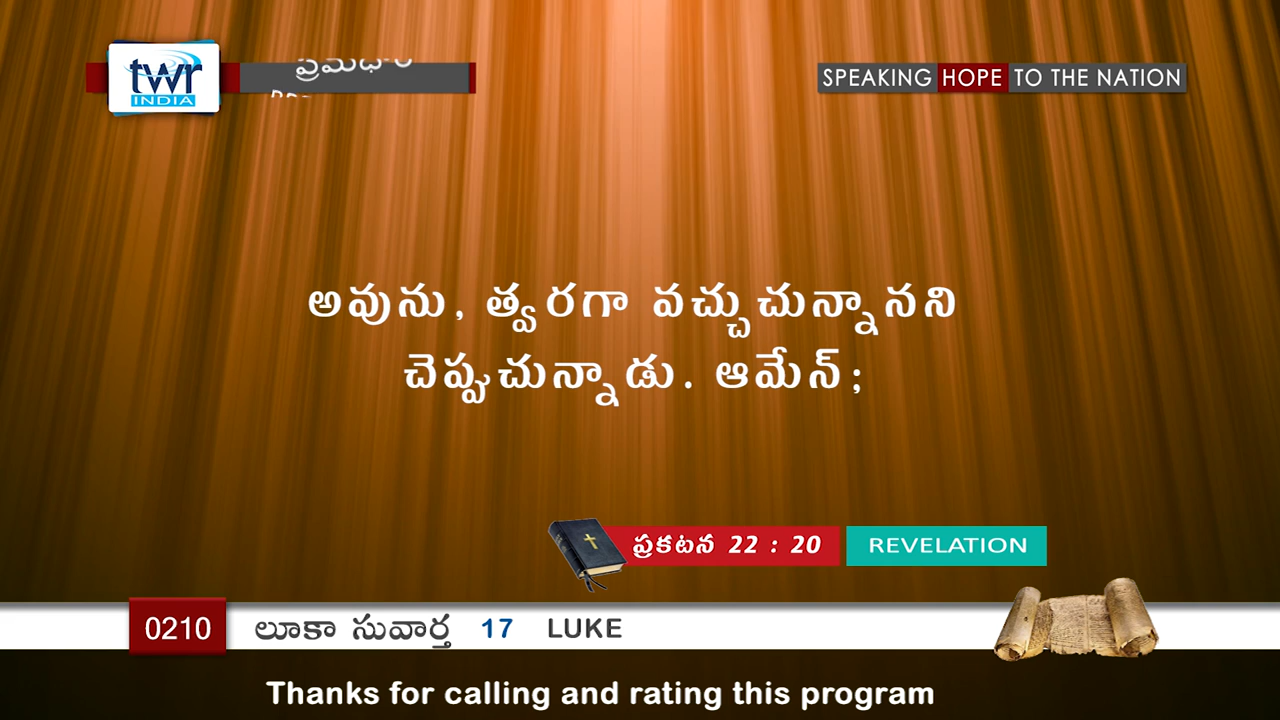 twr
INDIA
SPEAKING HOPE TO THE NATION
అవును, త్వరగా వచ్చుచున్నానని
చెప్పుచున్నాడు. ఆమేన్;
ప్రకటన 22 : 20 REVELATION
0210 లూకా సువార్త 17 LUKE
Thanks for calling and rating this program